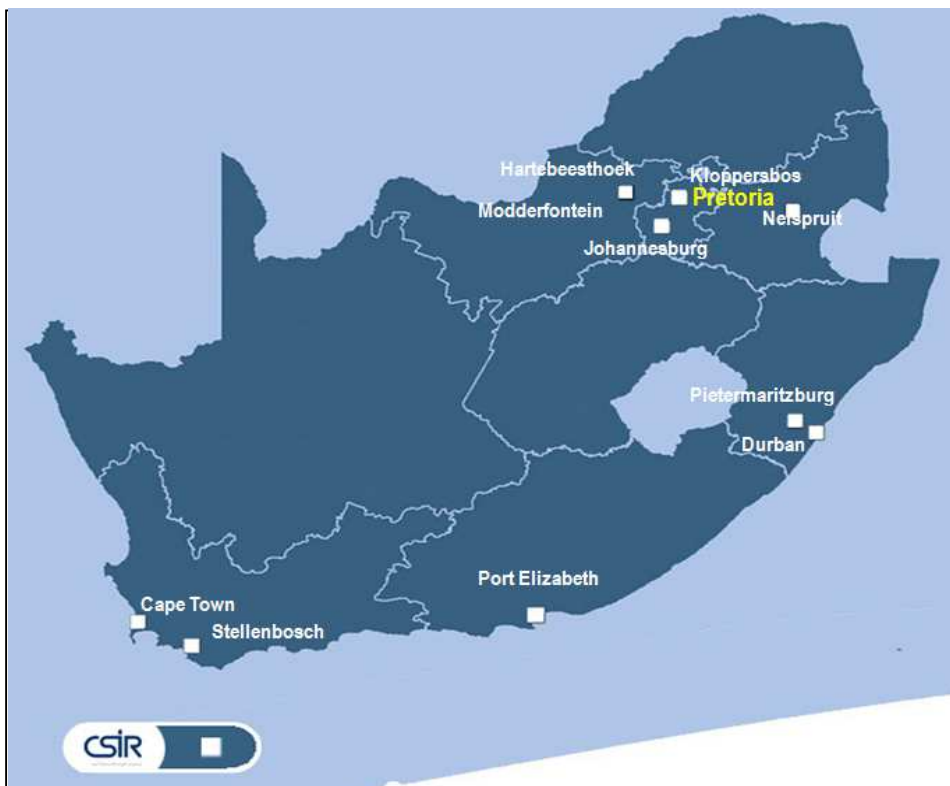 Hartebeesthoek
Kloppersbos
Pretoria
Modderfontein
Nelspruit
Johannesburg
Pietermaritzburg
Durban
Port Elizabeth
Cape Town
Stellenbosch
CSIR